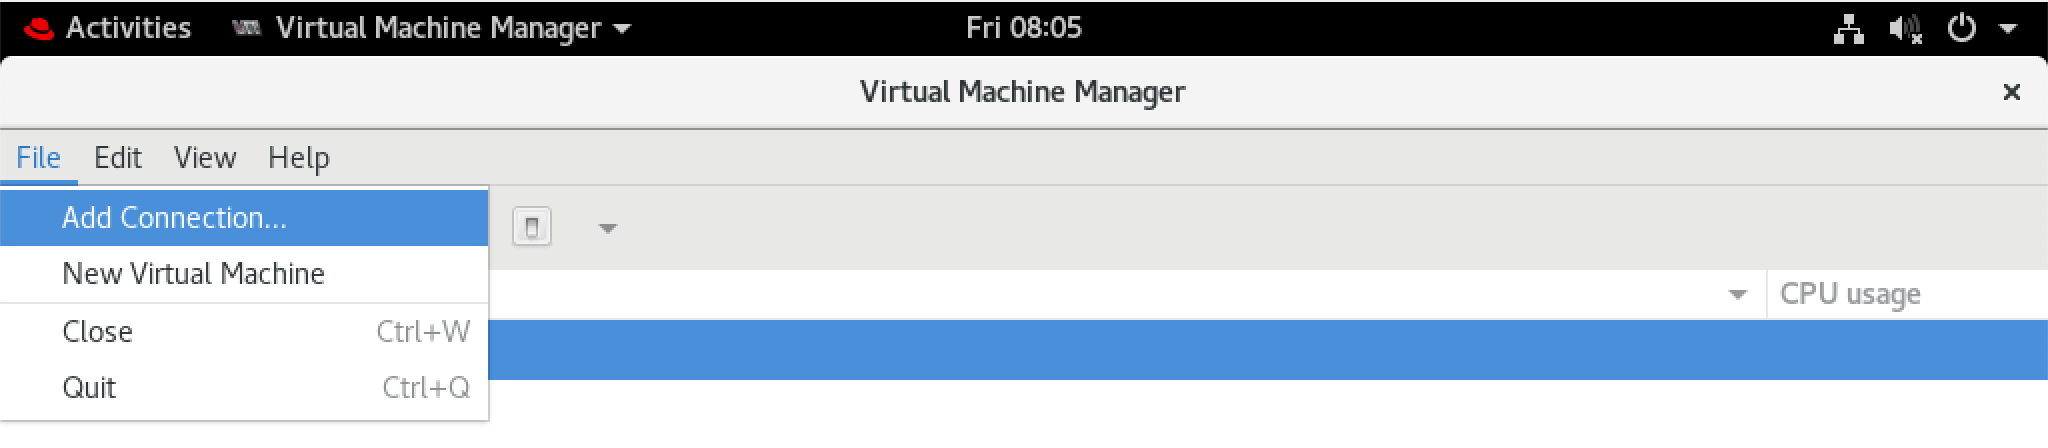 Activities Virtual Machine Manager Fri 08:05
Virtual Machine Manager
File Edit View Help
Add Connection...
New Virtual Machine
CPU usage
Close Ctrl+W
Quit Ctrl+Q